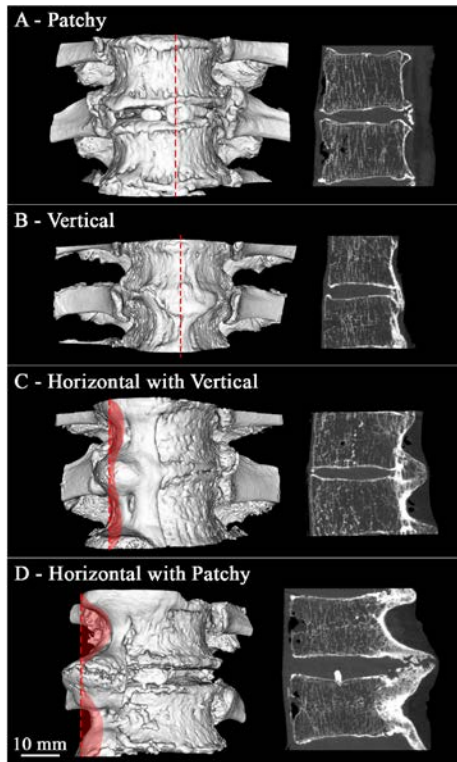 A - Patchy
B - Vertical
C - Horizontal with Vertical
D - Horizontal with Patchy
10 mm